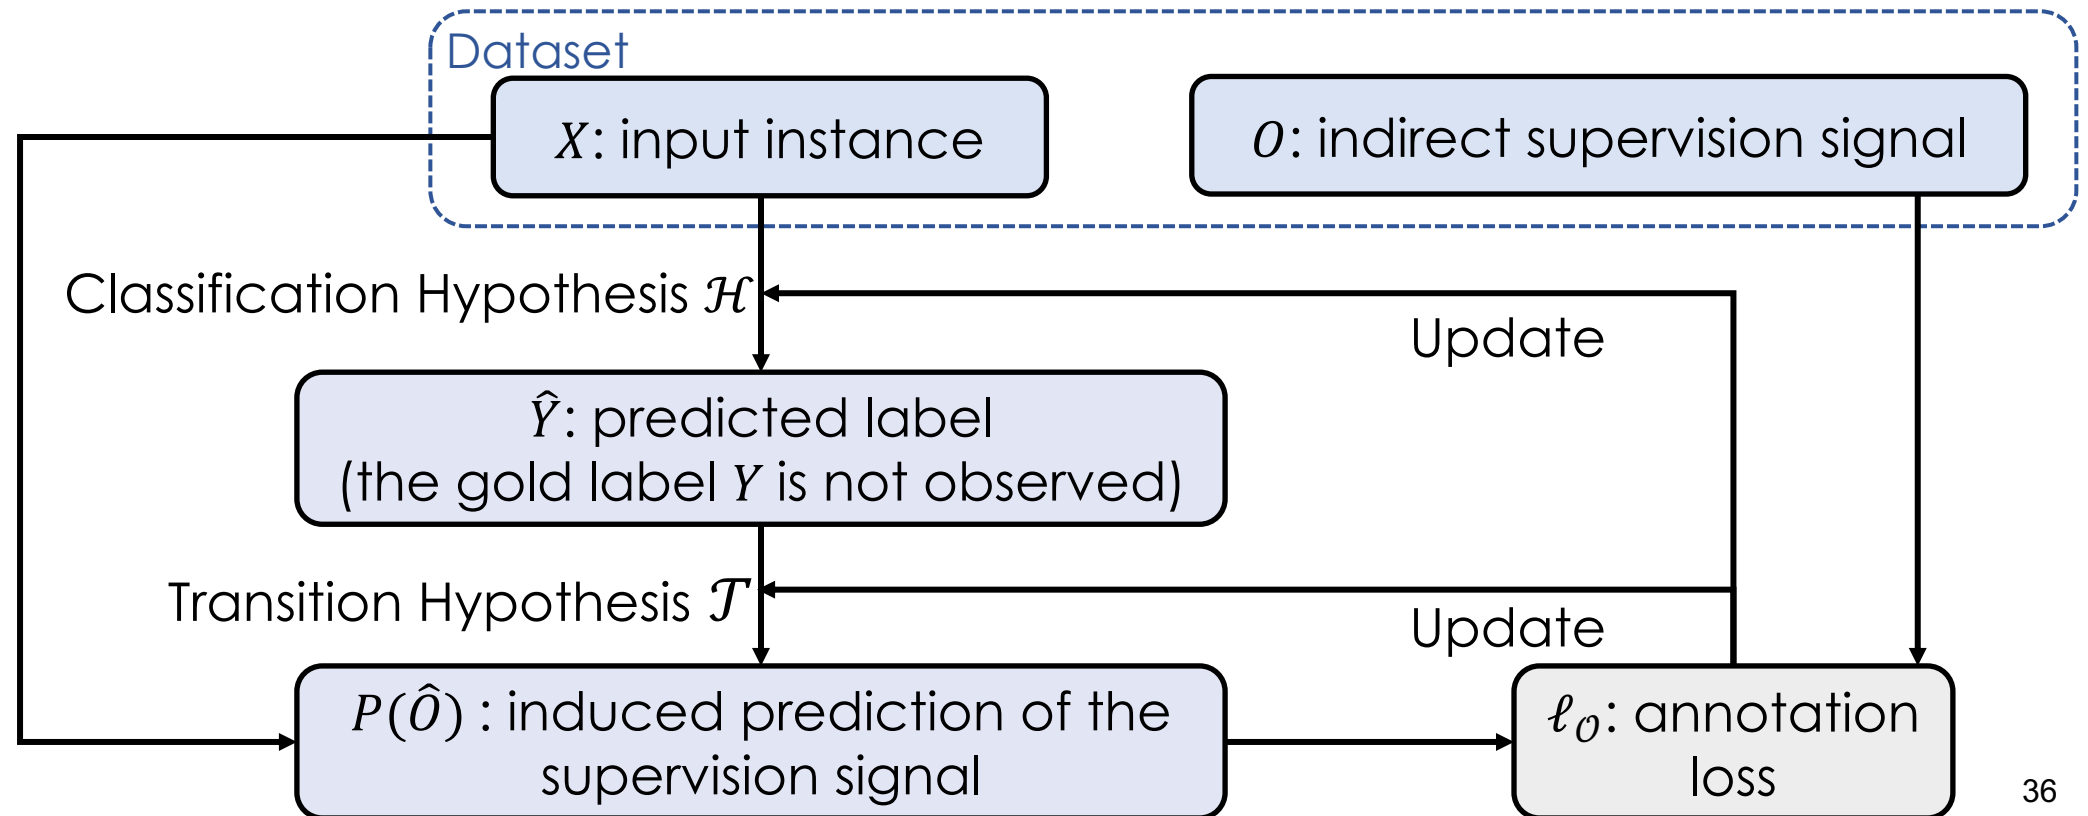 Dataset
X: input instance
O: indirect supervision signal
Classification Hypothesis ℋ
Update
Ŷ: predicted label
(the gold label Y is not observed)
Transition Hypothesis 𝒯
Update
P(Ô) : induced prediction of the
supervision signal
ℓ_𝒪: annotation
loss
36